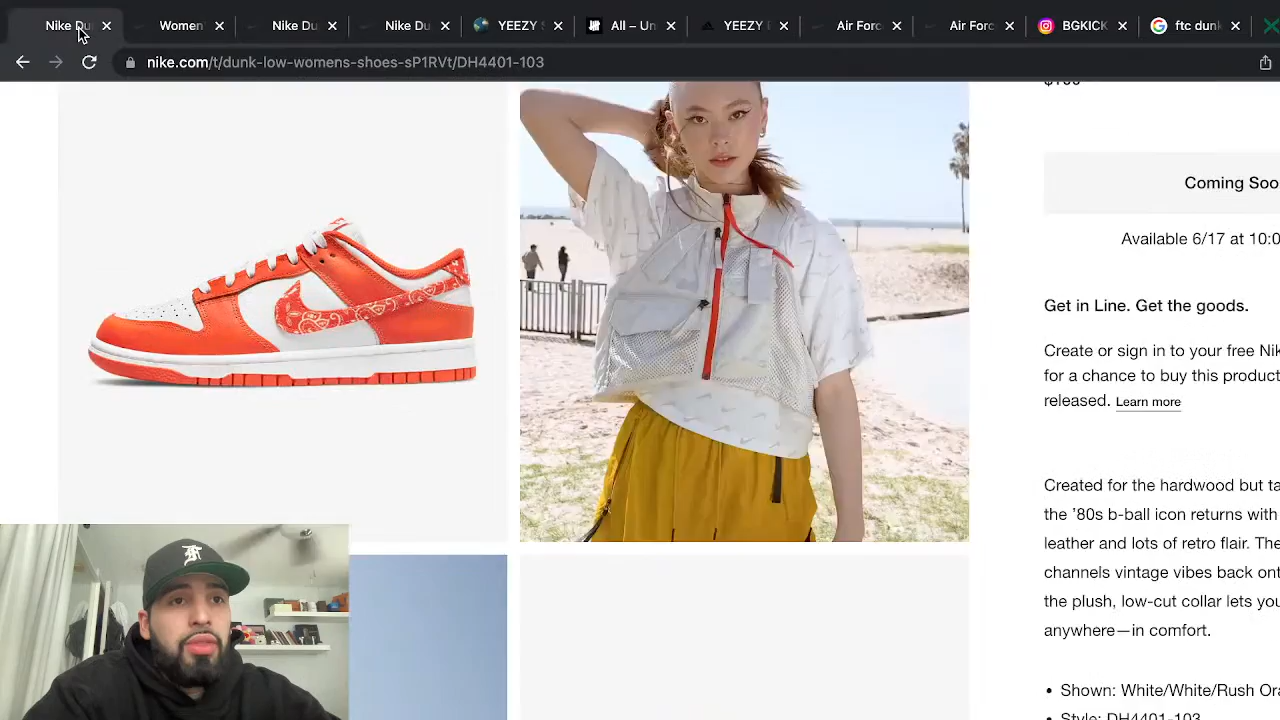 Nike Du
Women
Nike Du
Nike Du
YEEZY
All – Un
YEEZY
Air Forc
Air Forc
BGKICK
ftc dunk
nike.com/t/dunk-low-womens-shoes-sP1RVt/DH4401-103
Coming Soo
Available 6/17 at 10:0
Get in Line. Get the goods.
Create or sign in to your free Nik
for a chance to buy this product
released. Learn more
Created for the hardwood but ta
the '80s b-ball icon returns with
leather and lots of retro flair. The
channels vintage vibes back onto
the plush, low-cut collar lets you
anywhere—in comfort.
• Shown: White/White/Rush Ora
• Style: DH4401-103